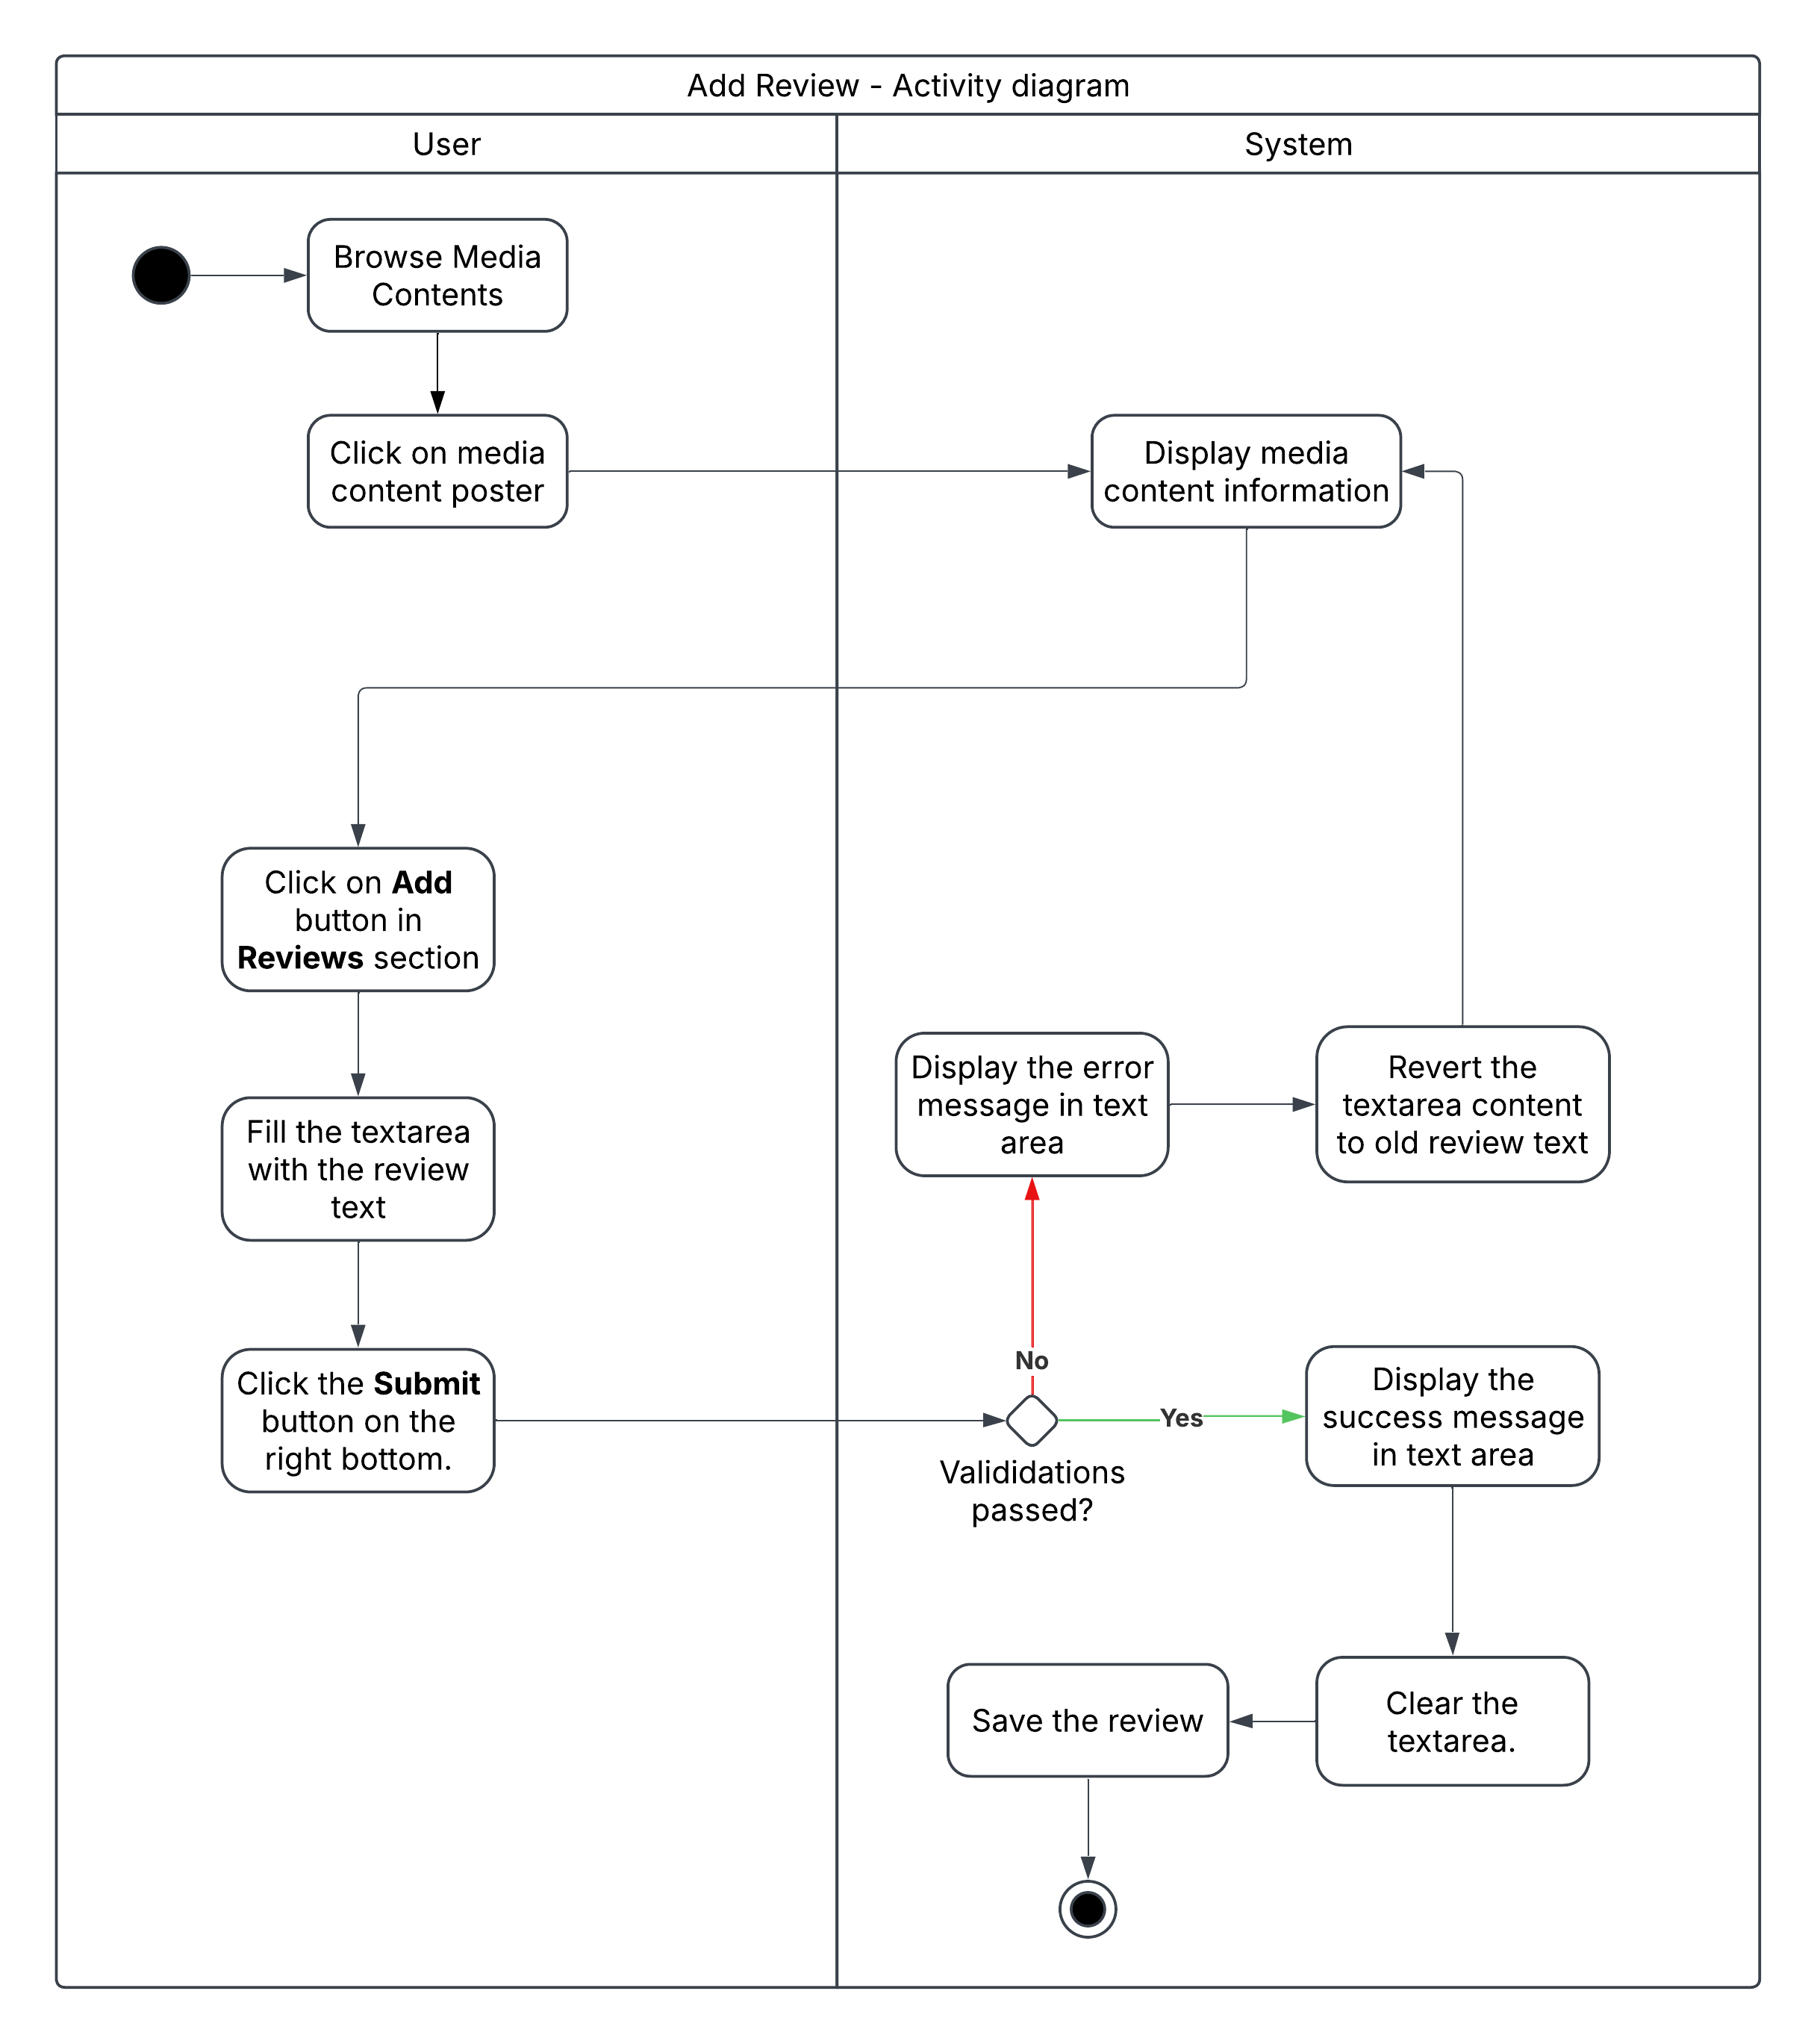 Add Review - Activity diagram
User
System
Browse Media
Contents
Click on media
content poster
Display media
content information
Click on Add
button in
Reviews section
Display the error
message in text
area
Revert the
textarea content
to old review text
Fill the textarea
with the review
text
No
Click the Submit
button on the
right bottom.
Yes
Display the
success message
in text area
Valididations
passed?
Save the review
Clear the
textarea.